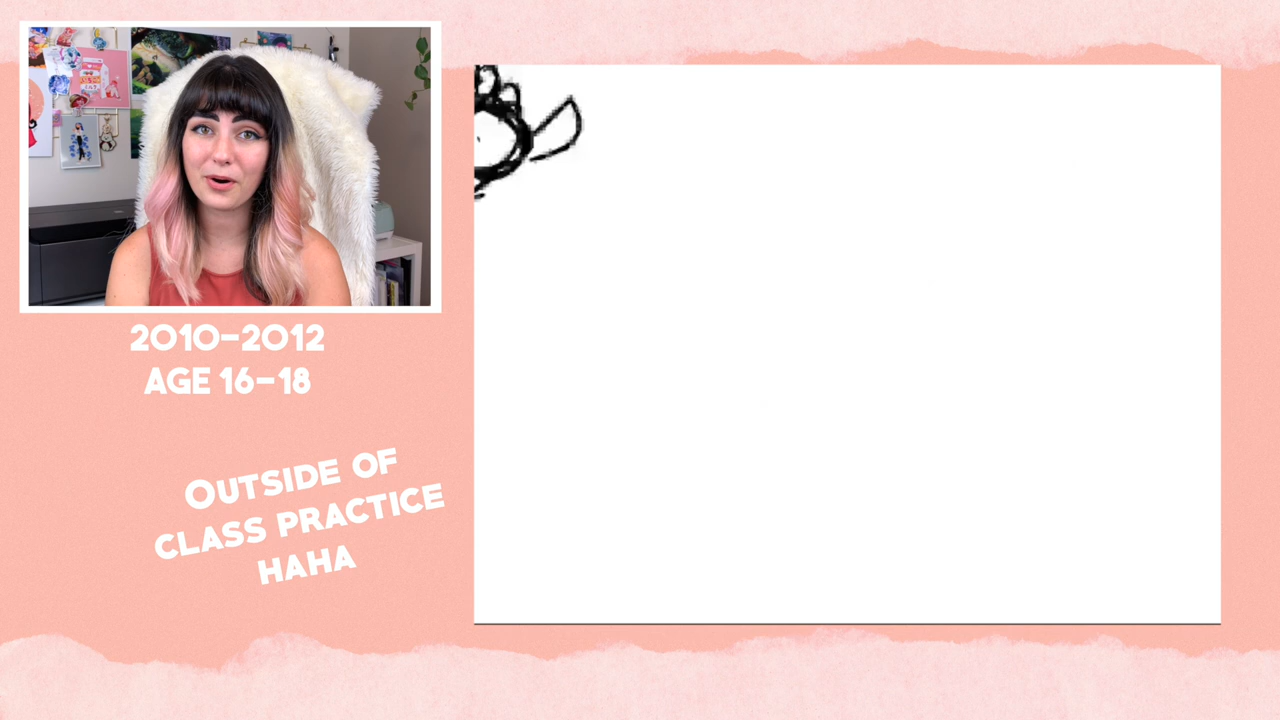 2010-2012
AGE 16-18
OUTSIDE OF
CLASS PRACTICE
HAHA